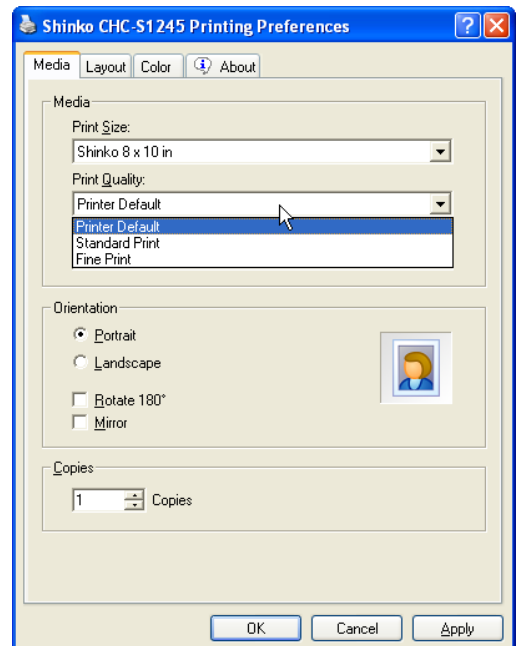 Shinko CHC-S1245 Printing Preferences
Media Layout Color About
Media
Print Size:
Shinko 8 x 10 in
Print Quality:
Printer Default
Printer Default
Standard Print
Fine Print
Orientation
Portrait
Landscape
Rotate 180°
Mirror
Copies
1 Copies
OK Cancel Apply